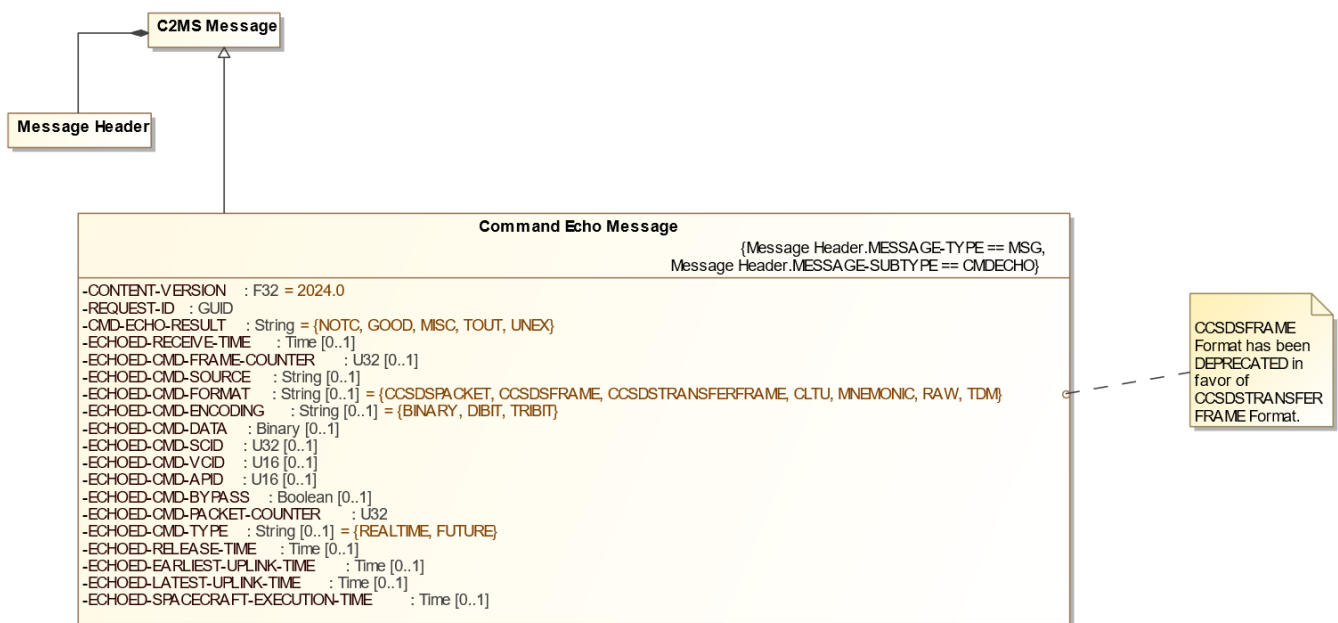 C2MS Message
Message Header
Command Echo Message
{Message Header.MESSAGE-TYPE == MSG,
Message Header.MESSAGE-SUBTYPE == CMDECHO}
-CONTENT-VERSION : F32 = 2024.0
-REQUEST-ID : GUID
-CMD-ECHO-RESULT : String = {NOTC, GOOD, MISC, TOUT, UNEX}
-ECHOED-RECEIVE-TIME : Time [0..1]
-ECHOED-CMD-FRAME-COUNTER : U32 [0..1]
-ECHOED-CMD-SOURCE : String [0..1]
-ECHOED-CMD-FORMAT : String [0..1] = {CCSDSPACKET, CCSDSFRAME, CCSDSTRANSFERFRAME, CLTU, MNEMONIC, RAW, TDM}
-ECHOED-CMD-ENCODING : String [0..1] = {BINARY, DIBIT, TRIBIT}
-ECHOED-CMD-DATA : Binary [0..1]
-ECHOED-CMD-SCID : U32 [0..1]
-ECHOED-CMD-VCID : U16 [0..1]
-ECHOED-CMD-APID : U16 [0..1]
-ECHOED-CMD-BYPASS : Boolean [0..1]
-ECHOED-CMD-PACKET-COUNTER : U32
-ECHOED-CMD-TYPE : String [0..1] = {REALTIME, FUTURE}
-ECHOED-RELEASE-TIME : Time [0..1]
-ECHOED-EARLIEST-UPLINK-TIME : Time [0..1]
-ECHOED-LATEST-UPLINK-TIME : Time [0..1]
-ECHOED-SPACECRAFT-EXECUTION-TIME : Time [0..1]
CCSDSFRAME
Format has been
DEPRECATED in
favor of
CCSDSTRANSFER
FRAME Format.